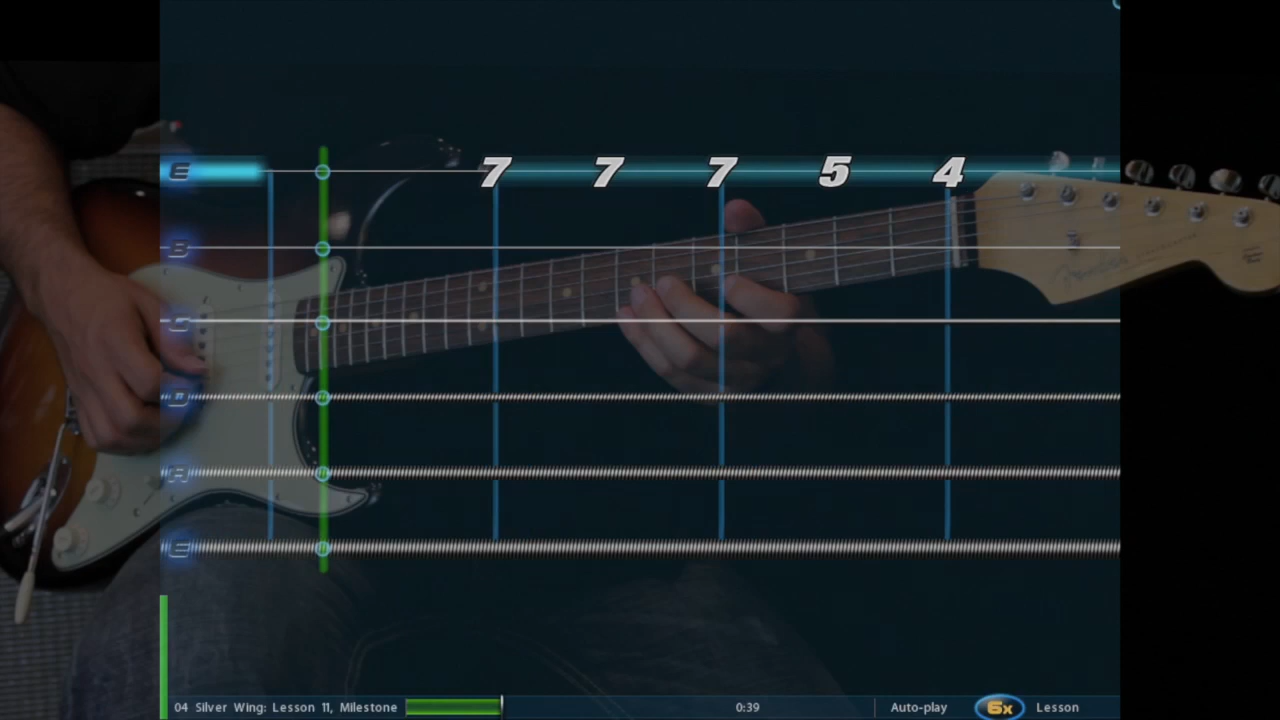 E 7 7 7 5 4
B
G
D
A
E
04 Silver Wing: Lesson 11, Milestone 0:39 Auto-play 6x Lesson